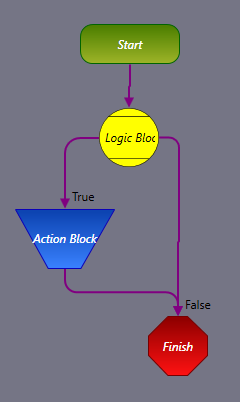 Start
Logic Bloc
True
Action Block
False
Finish